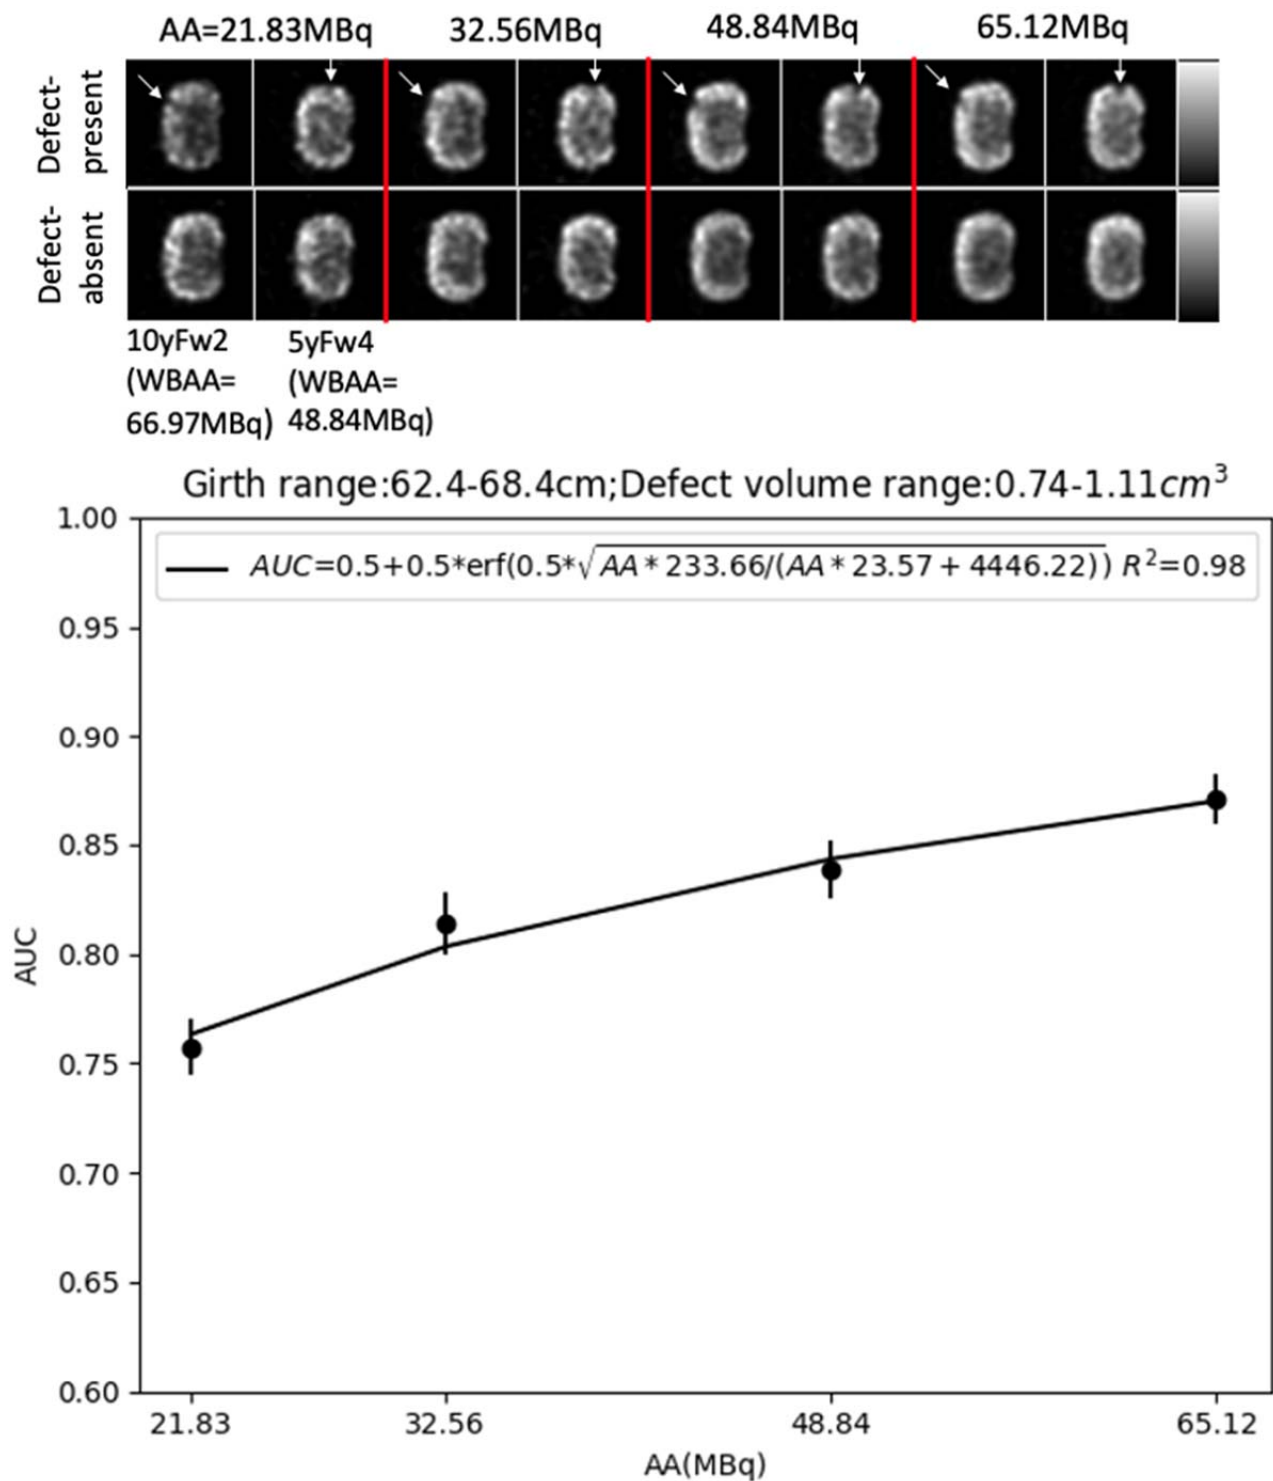 AA=21.83MBq 32.56MBq 48.84MBq 65.12MBq
Defect-
present
Defect-
absent
10yFw2 5yFw4
(WBAA= (WBAA=
66.97MBq) 48.84MBq)
Girth range:62.4-68.4cm;Defect volume range:0.74-1.11cm³
AUC=0.5+0.5*erf(0.5*√AA * 233.66/(AA * 23.57 + 4446.22)) R²=0.98
1.00
0.95
0.90
0.85
0.80
0.75
0.70
0.65
0.60
AUC
21.83 32.56 48.84 65.12
AA(MBq)